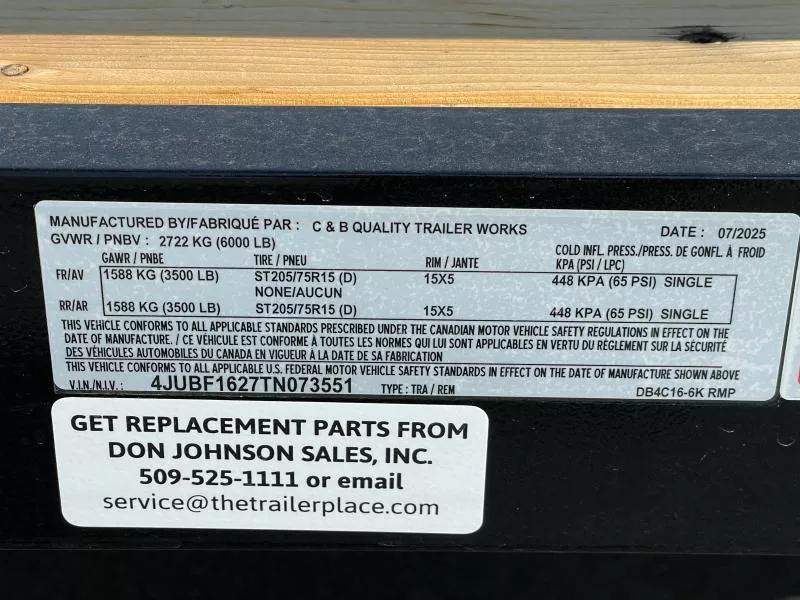 MANUFACTURED BY/FABRIQUÉ PAR : C & B QUALITY TRAILER WORKS DATE : 07/2025
GVWR / PNBV : 2722 KG (6000 LB)
GAWR / PNBE TIRE / PNEU RIM / JANTE COLD INFL. PRESS./PRESS. DE GONFL. À FROID
KPA (PSI / LPC)
FR/AV 1588 KG (3500 LB) ST205/75R15 (D) 15X5 448 KPA (65 PSI) SINGLE
NONE/AUCUN
RR/AR 1588 KG (3500 LB) ST205/75R15 (D) 15X5 448 KPA (65 PSI) SINGLE
THIS VEHICLE CONFORMS TO ALL APPLICABLE STANDARDS PRESCRIBED UNDER THE CANADIAN MOTOR VEHICLE SAFETY REGULATIONS IN EFFECT ON THE
DATE OF MANUFACTURE. / CE VÉHICULE EST CONFORME À TOUTES LES NORMES QUI LUI SONT APPLICABLES EN VERTU DU RÈGLEMENT SUR LA SÉCURITÉ
DES VÉHICULES AUTOMOBILES DU CANADA EN VIGUEUR À LA DATE DE SA FABRICATION
THIS VEHICLE CONFORMS TO ALL APPLICABLE U.S. FEDERAL MOTOR VEHICLE SAFETY STANDARDS IN EFFECT ON THE DATE OF MANUFACTURE SHOWN ABOVE
V.I.N./N.I.V. : 4JUBF1627TN073551 TYPE : TRA / REM DB4C16-6K RMP
GET REPLACEMENT PARTS FROM
DON JOHNSON SALES, INC.
509-525-1111 or email
service@thetrailerplace.com